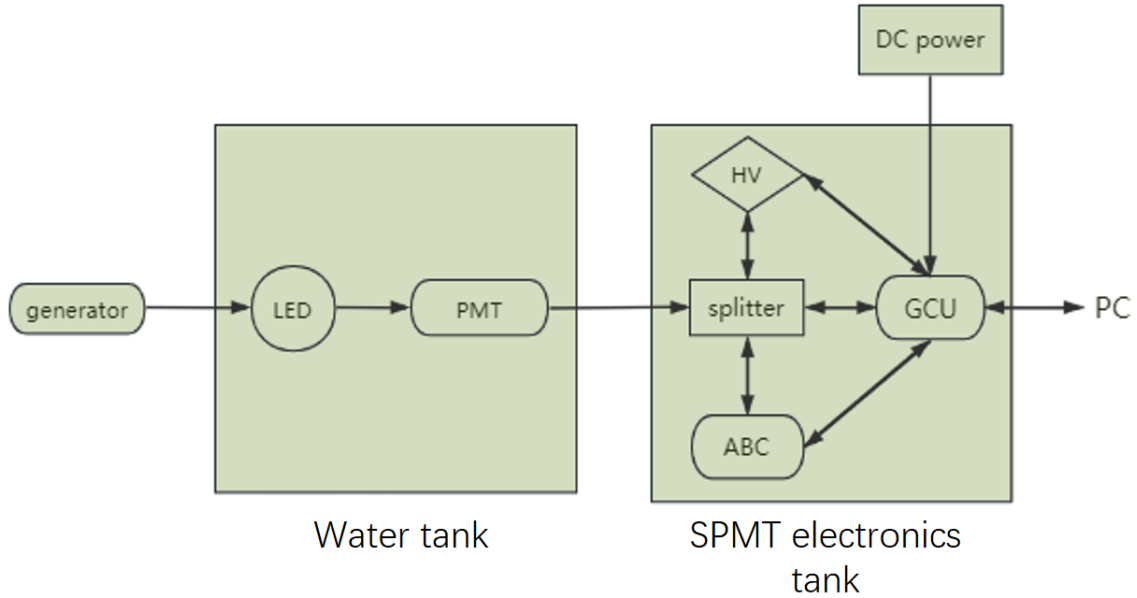 DC power
HV
generator
LED
PMT
splitter
GCU
PC
ABC
Water tank
SPMT electronics
tank